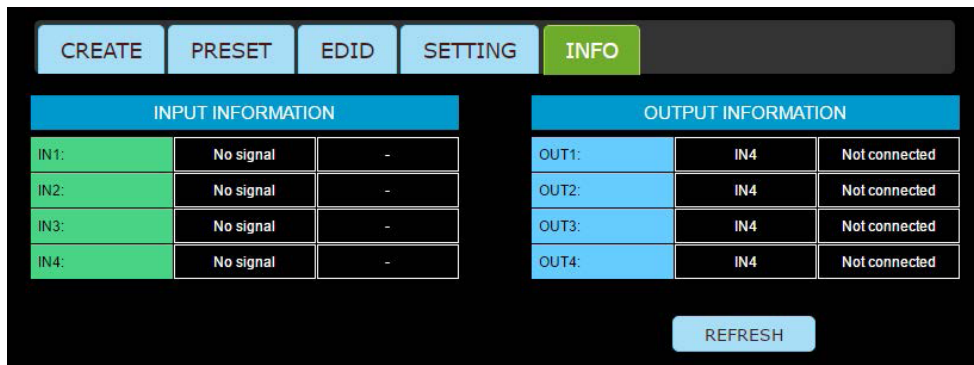 CREATE PRESET EDID SETTING INFO
INPUT INFORMATION OUTPUT INFORMATION
IN1: No signal - OUT1: IN4 Not connected
IN2: No signal - OUT2: IN4 Not connected
IN3: No signal - OUT3: IN4 Not connected
IN4: No signal - OUT4: IN4 Not connected
REFRESH